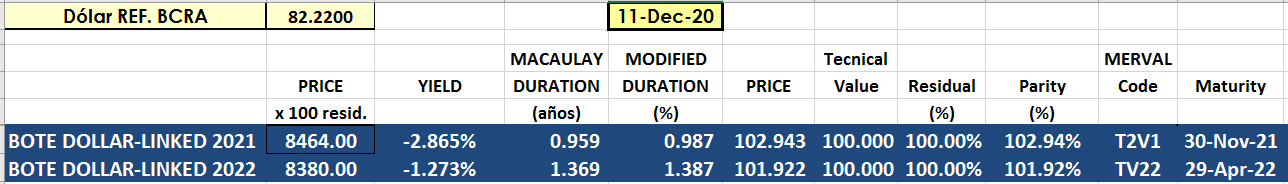 Dólar REF. BCRA 82.2200 11-Dec-20
MACAULAY MODIFIED Tecnical MERVAL
PRICE YIELD DURATION DURATION PRICE Value Residual Parity Code Maturity
x 100 resid. (años) (%) (%) (%)
BOTE DOLLAR-LINKED 2021 8464.00 -2.865% 0.959 0.987 102.943 100.000 100.00% 102.94% T2V1 30-Nov-21
BOTE DOLLAR-LINKED 2022 8380.00 -1.273% 1.369 1.387 101.922 100.000 100.00% 101.92% TV22 29-Apr-22